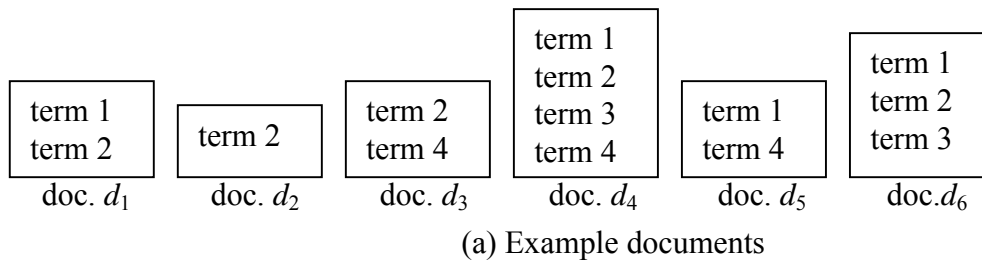 term 1
term 2
doc. d1
term 2
doc. d2
term 2
term 4
doc. d3
term 1
term 2
term 3
term 4
doc. d4
term 1
term 4
doc. d5
term 1
term 2
term 3
doc.d6
(a) Example documents